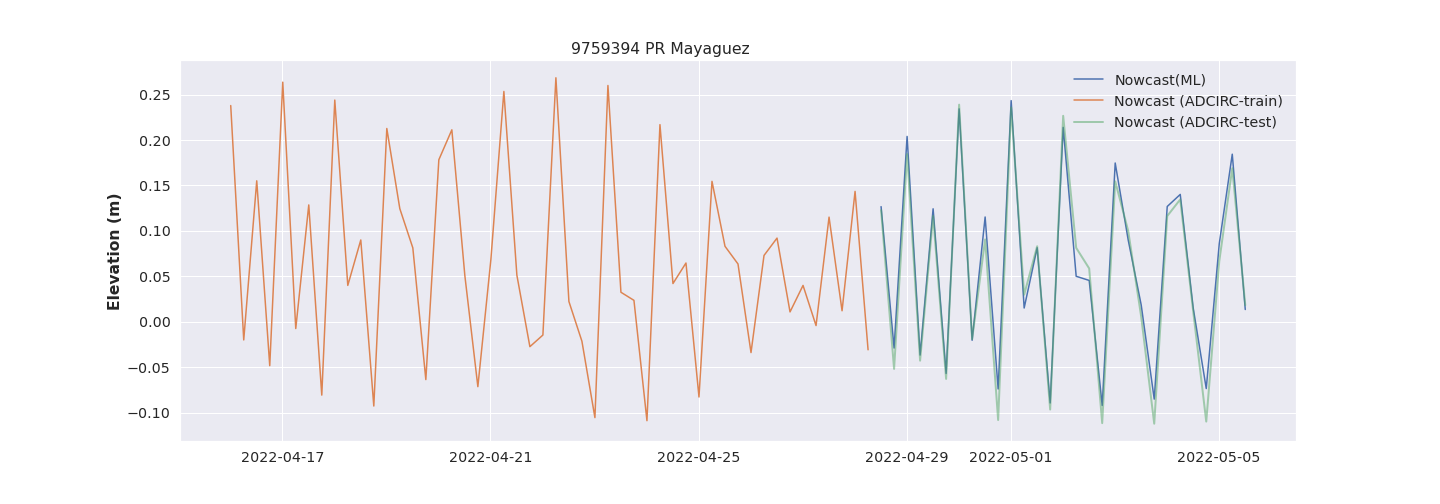 9759394 PR Mayaguez
Nowcast(ML)
Nowcast (ADCIRC-train)
Nowcast (ADCIRC-test)
Elevation (m)
0.25
0.20
0.15
0.10
0.05
0.00
−0.05
−0.10
2022-04-17 2022-04-21 2022-04-25 2022-04-29 2022-05-01 2022-05-05